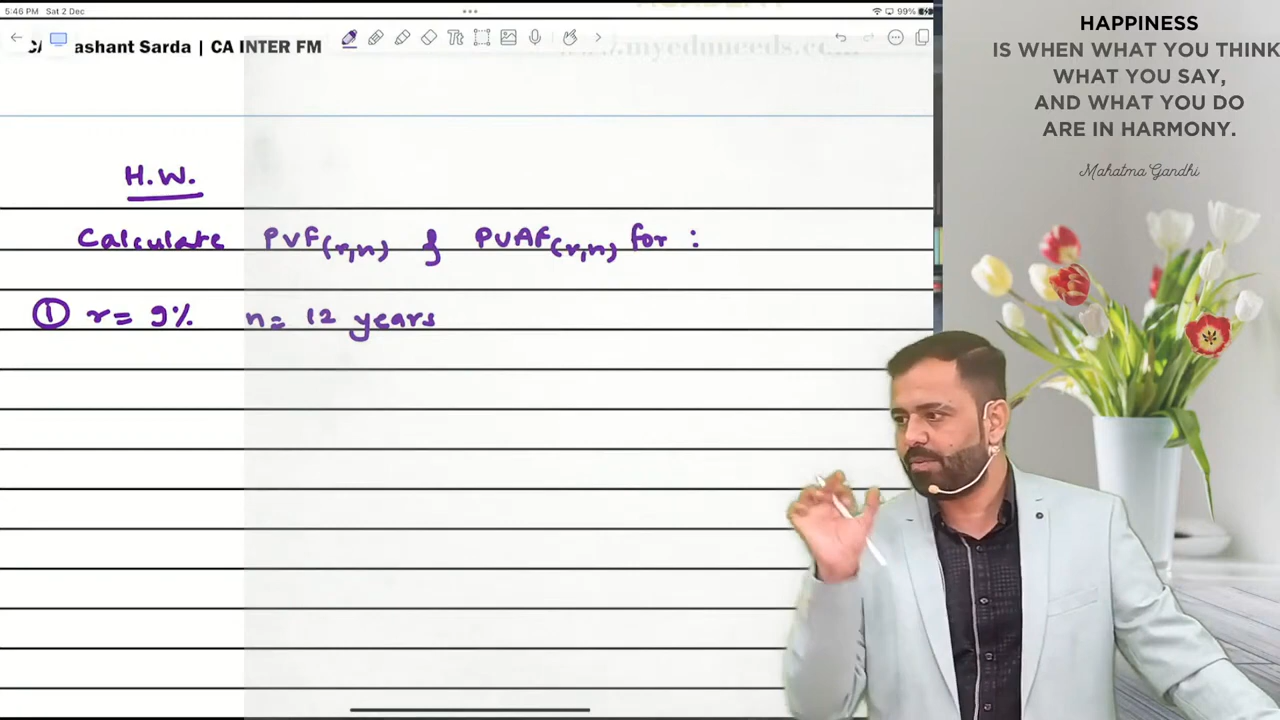 5:46 PM Sat 2 Dec
99%
ashant Sarda | CA INTER FM
H.W.
Calculate PVF(r,n) & PVAF(r,n) for :
① r= 9% n= 12 years
HAPPINESS
IS WHEN WHAT YOU THINK
WHAT YOU SAY,
AND WHAT YOU DO
ARE IN HARMONY.
Mahatma Gandhi